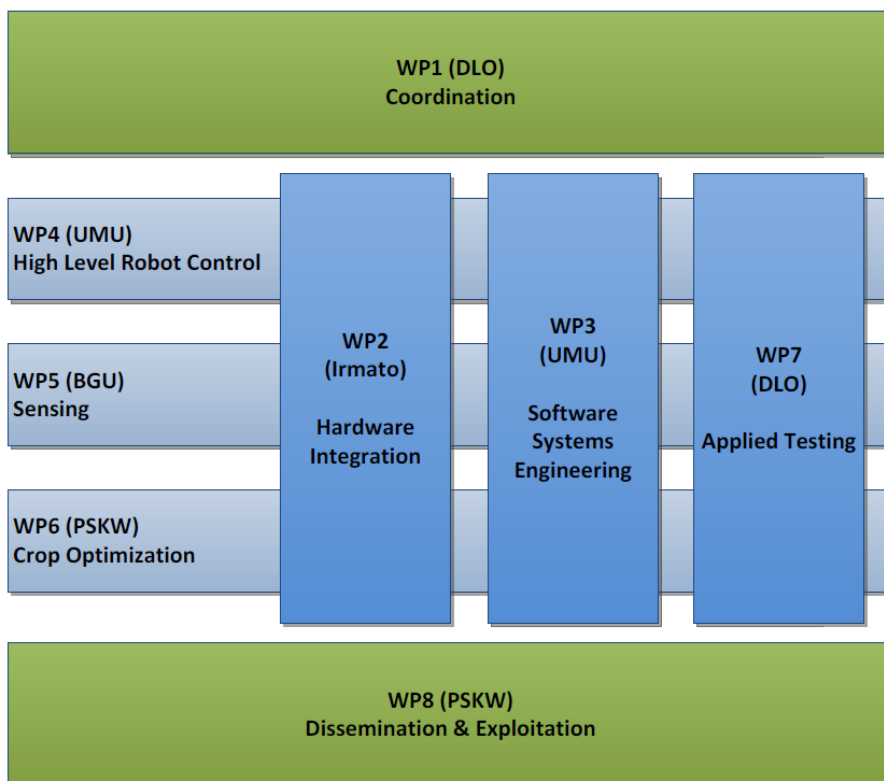 WP1 (DLO)
Coordination
WP4 (UMU)
High Level Robot Control
WP5 (BGU)
Sensing
WP6 (PSKW)
Crop Optimization
WP2
(Irmato)
Hardware
Integration
WP3
(UMU)
Software
Systems
Engineering
WP7
(DLO)
Applied Testing
WP8 (PSKW)
Dissemination & Exploitation